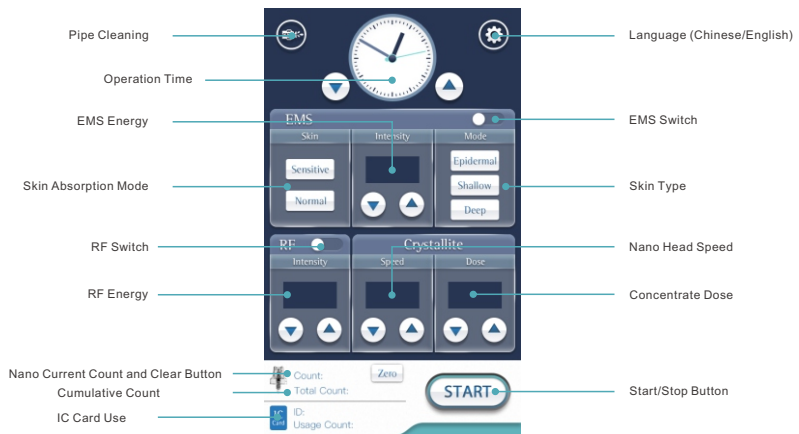 Pipe Cleaning
Language (Chinese/English)
Operation Time
EMS Energy
EMS
EMS Switch
Skin
Intensity
Mode
Skin Absorption Mode
Sensitive
Normal
Epidermal
Shallow
Deep
Skin Type
RF Switch
RF
Crystallite
Nano Head Speed
Intensity
Speed
Dose
RF Energy
Concentrate Dose
Nano Current Count and Clear Button
Count:
Zero
Cumulative Count
Total Count:
START
Start/Stop Button
IC Card Use
IC
Card
ID:
Usage Count: